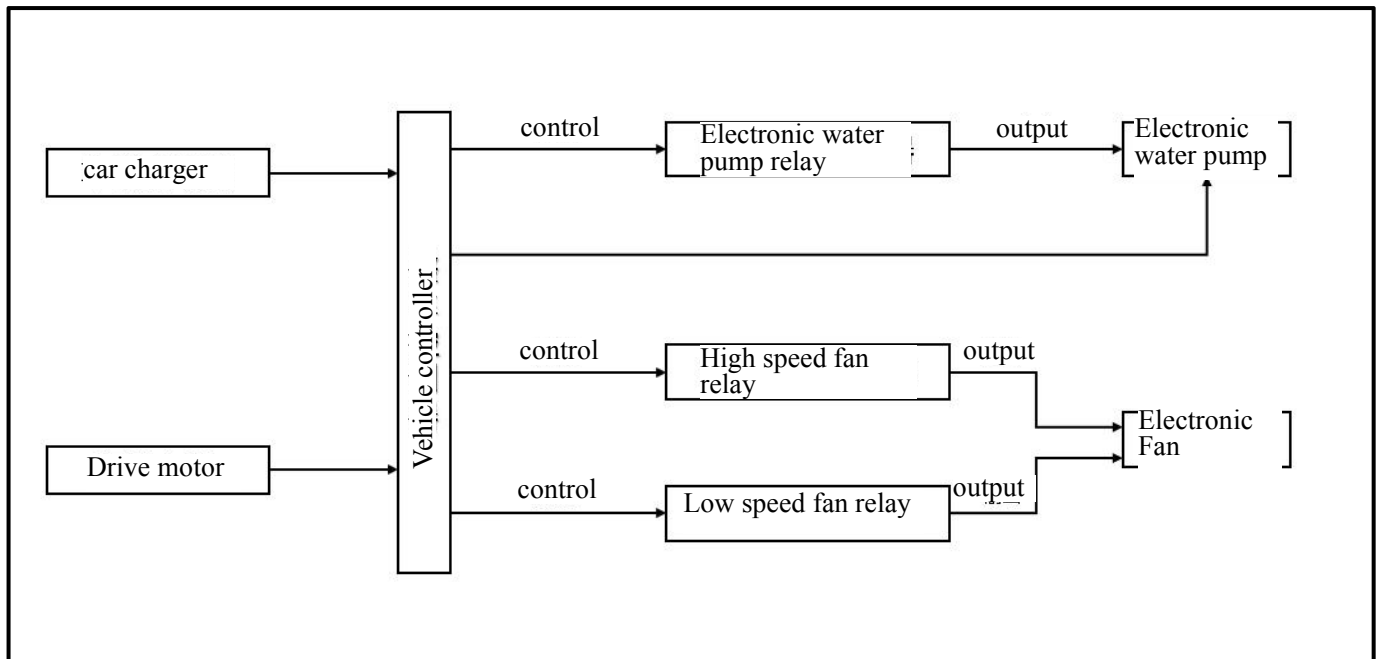 control
Electronic water
pump relay
output
Electronic
water pump
car charger
Vehicle controller
control
High speed fan
relay
output
Electronic
Fan
Drive motor
control
Low speed fan relay
output